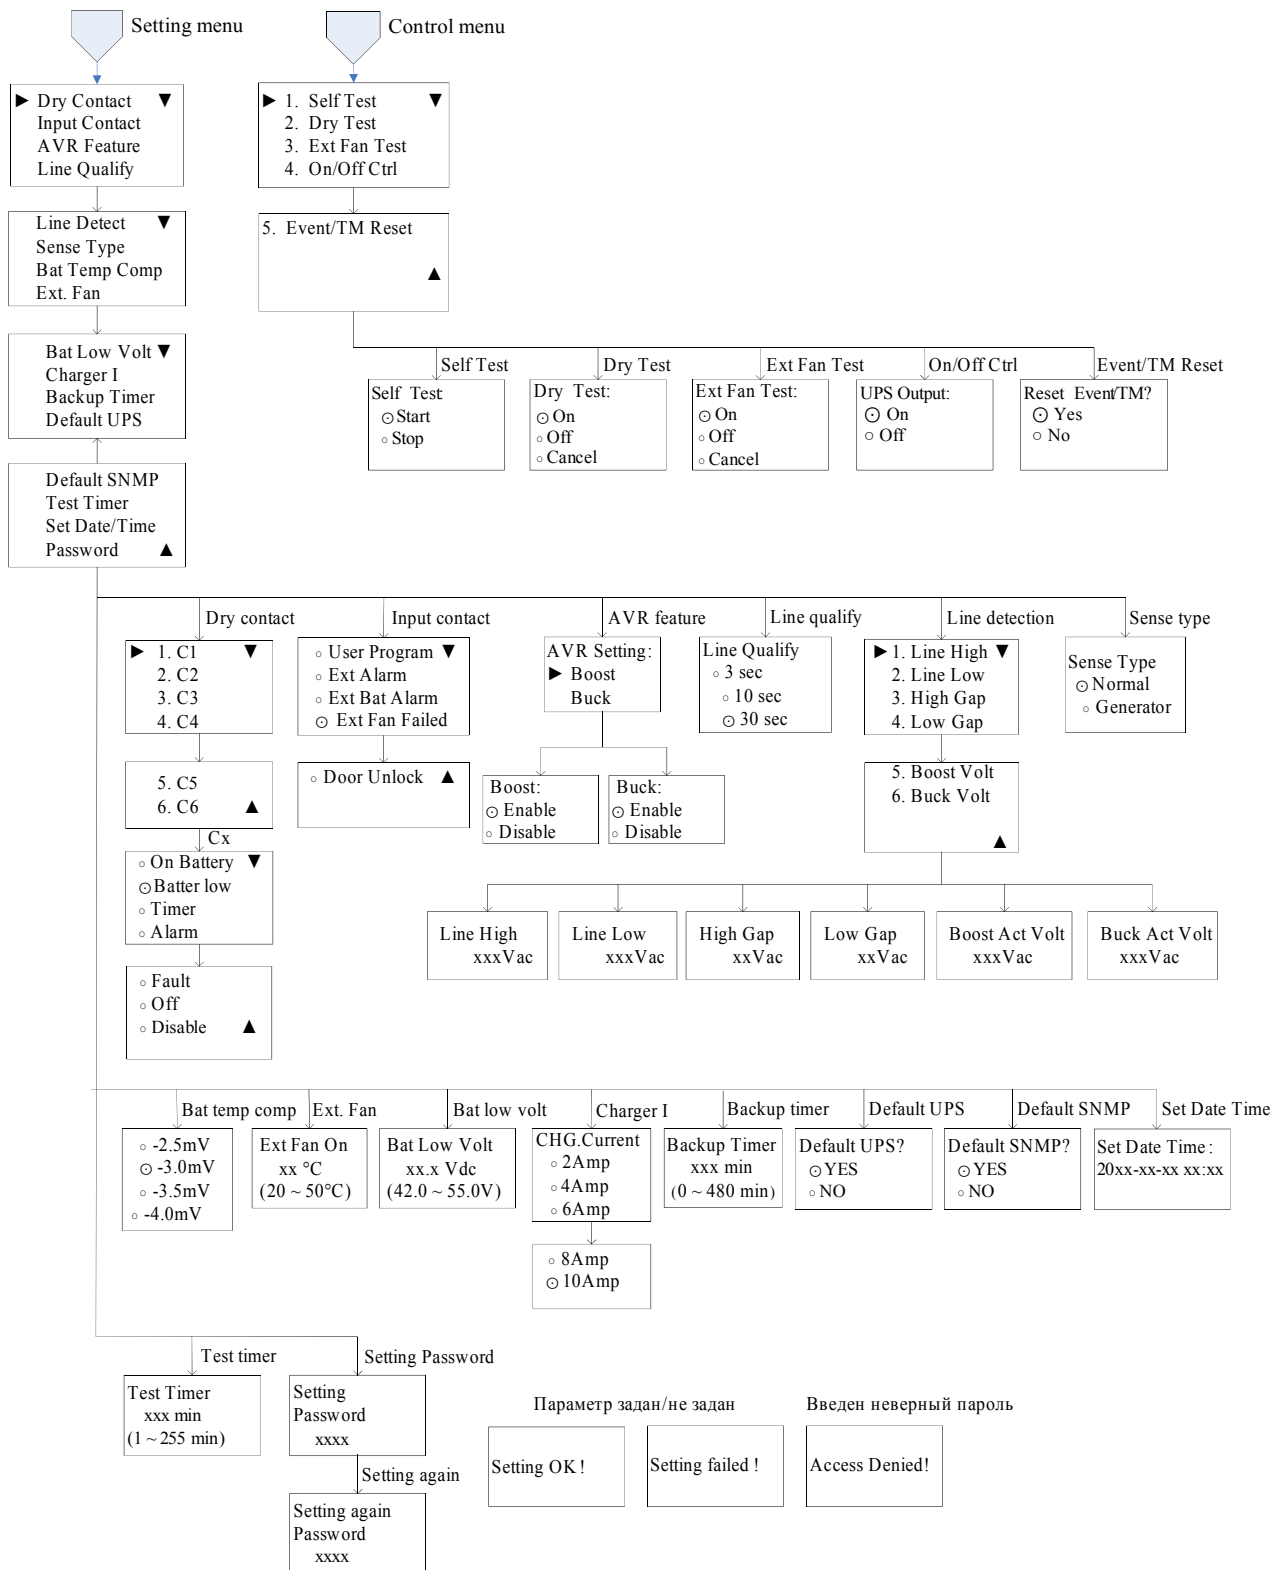 Setting menu
Control menu
► Dry Contact ▼
Input Contact
AVR Feature
Line Qualify
► 1. Self Test ▼
2. Dry Test
3. Ext Fan Test
4. On/Off Ctrl
Line Detect ▼
Sense Type
Bat Temp Comp
Ext. Fan
5. Event/TM Reset
▲
Bat Low Volt ▼
Charger I
Backup Timer
Default UPS
Default SNMP
Test Timer
Set Date/Time
Password ▲
Self Test
Self Test:
⊙ Start
○ Stop
Dry Test
Dry Test:
⊙ On
○ Off
○ Cancel
Ext Fan Test
Ext Fan Test:
⊙ On
○ Off
○ Cancel
On/Off Ctrl
UPS Output:
⊙ On
○ Off
Event/TM Reset
Reset Event/TM?
⊙ Yes
○ No
Dry contact
► 1. C1 ▼
2. C2
3. C3
4. C4
5. C5
6. C6 ▲
Cx
○ On Battery ▼
⊙ Batter low
○ Timer
○ Alarm
○ Fault
○ Off
○ Disable ▲
Input contact
○ User Program ▼
○ Ext Alarm
○ Ext Bat Alarm
⊙ Ext Fan Failed
○ Door Unlock ▲
AVR feature
AVR Setting:
► Boost
Buck
Boost:
⊙ Enable
○ Disable
Buck:
⊙ Enable
○ Disable
Line qualify
Line Qualify
○ 3 sec
○ 10 sec
⊙ 30 sec
Line detection
► 1. Line High ▼
2. Line Low
3. High Gap
4. Low Gap
5. Boost Volt
6. Buck Volt
▲
Sense type
Sense Type
⊙ Normal
○ Generator
Line High
xxxVac
Line Low
xxxVac
High Gap
xxVac
Low Gap
xxVac
Boost Act Volt
xxxVac
Buck Act Volt
xxxVac
Bat temp comp
○ -2.5mV
⊙ -3.0mV
○ -3.5mV
○ -4.0mV
Ext. Fan
Ext Fan On
xx °C
(20 ~ 50°C)
Bat low volt
Bat Low Volt
xx.x Vdc
(42.0 ~ 55.0V)
Charger I
CHG.Current
○ 2Amp
○ 4Amp
○ 6Amp
○ 8Amp
⊙ 10Amp
Backup timer
Backup Timer
xxx min
(0 ~ 480 min)
Default UPS
Default UPS?
⊙ YES
○ NO
Default SNMP
Default SNMP?
⊙ YES
○ NO
Set Date Time
Set Date Time:
20xx-xx-xx xx:xx
Test timer
Test Timer
xxx min
(1 ~ 255 min)
Setting Password
Setting
Password
xxxx
Setting again
Setting again
Password
xxxx
Параметр задан/не задан
Setting OK !
Setting failed !
Введен неверный пароль
Access Denied!